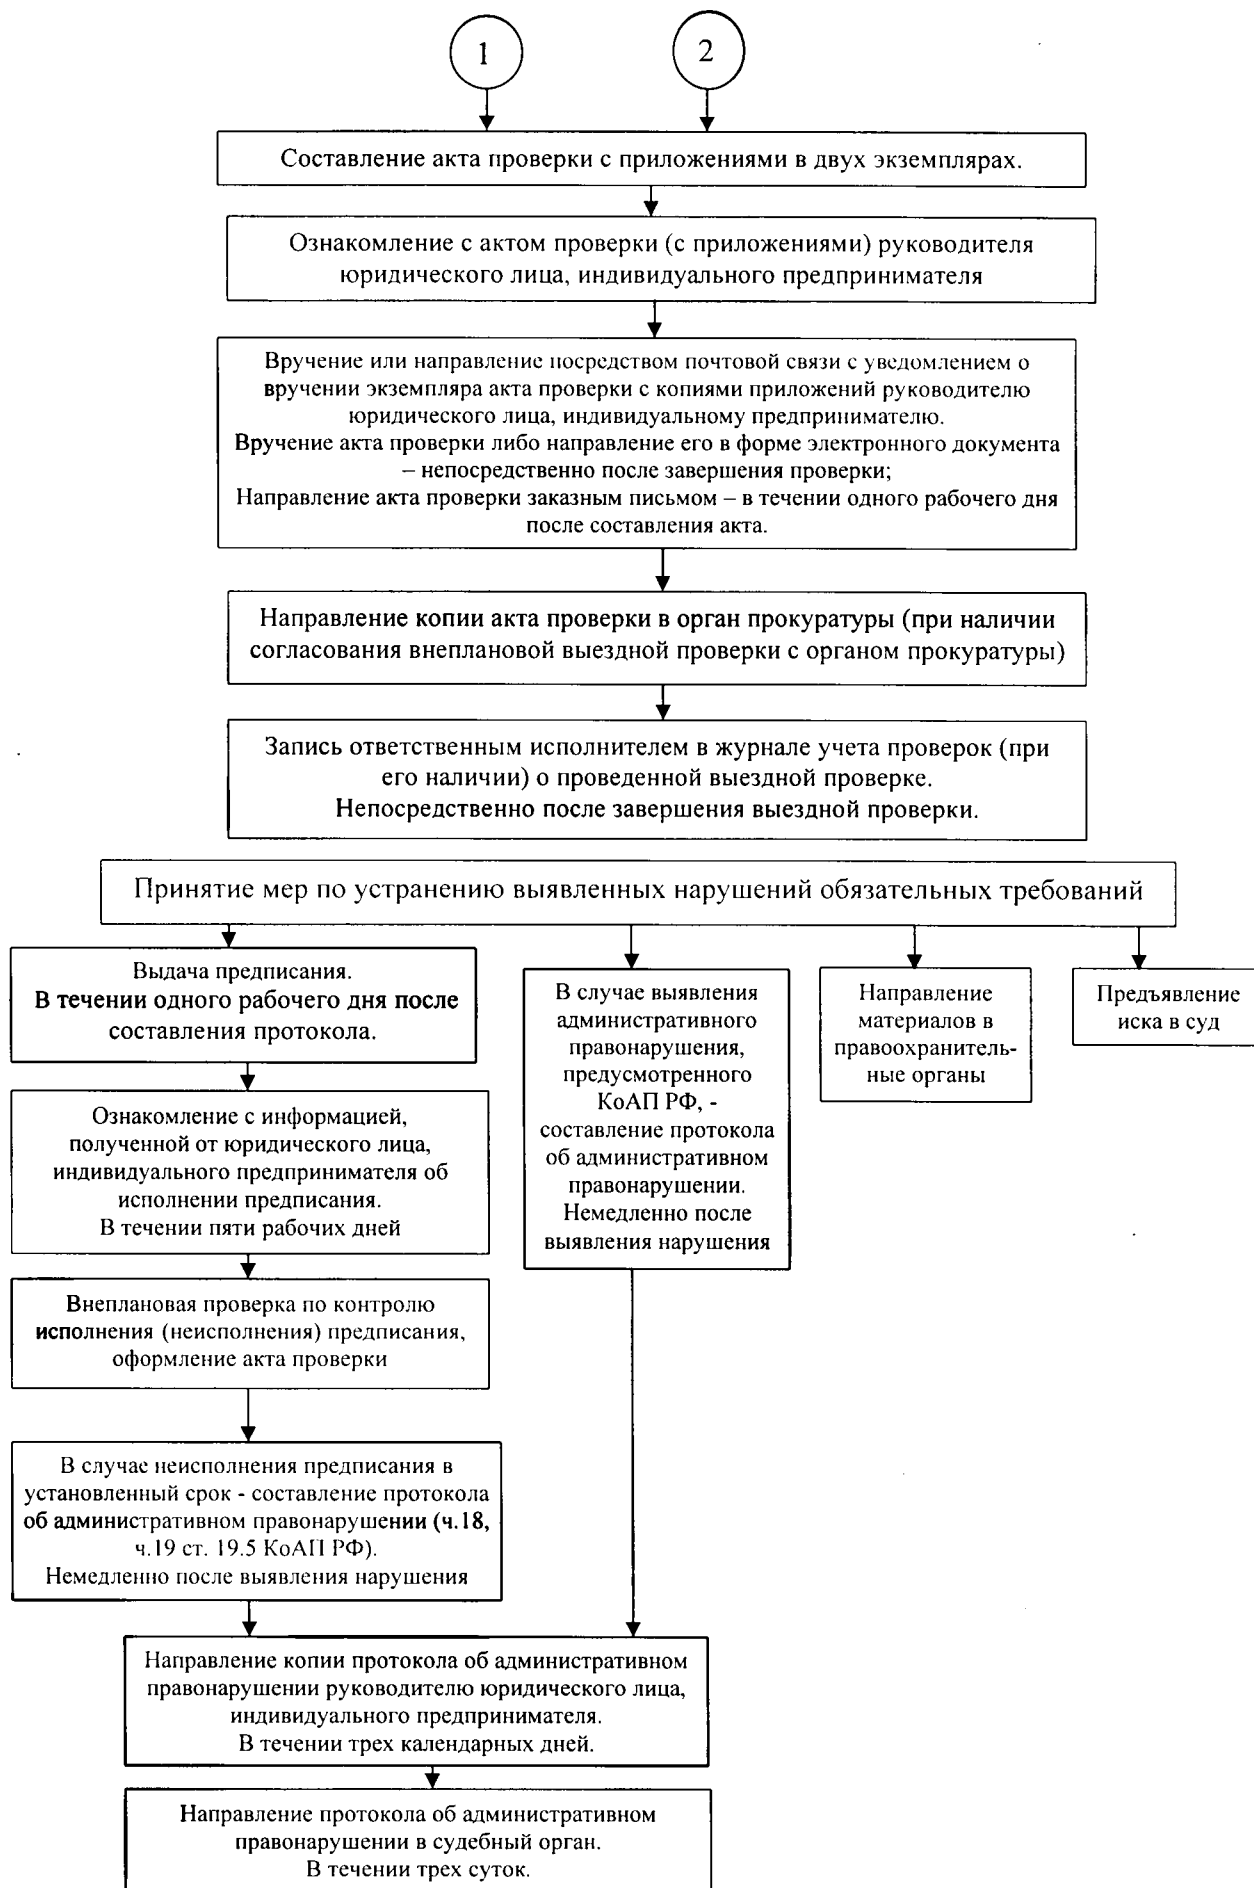 1
2
Составление акта проверки с приложениями в двух экземплярах.
Ознакомление с актом проверки (с приложениями) руководителя
юридического лица, индивидуального предпринимателя
Вручение или направление посредством почтовой связи с уведомлением о
вручении экземпляра акта проверки с копиями приложений руководителю
юридического лица, индивидуальному предпринимателю.
Вручение акта проверки либо направление его в форме электронного документа
– непосредственно после завершения проверки;
Направление акта проверки заказным письмом – в течении одного рабочего дня
после составления акта.
Направление копии акта проверки в орган прокуратуры (при наличии
согласования внеплановой выездной проверки с органом прокуратуры)
Запись ответственным исполнителем в журнале учета проверок (при
его наличии) о проведенной выездной проверке.
Непосредственно после завершения выездной проверки.
Принятие мер по устранению выявленных нарушений обязательных требований
Выдача предписания.
В течении одного рабочего дня после
составления протокола.
Ознакомление с информацией,
полученной от юридического лица,
индивидуального предпринимателя об
исполнении предписания.
В течении пяти рабочих дней
Внеплановая проверка по контролю
исполнения (неисполнения) предписания,
оформление акта проверки
В случае неисполнения предписания в
установленный срок - составление протокола
об административном правонарушении (ч.18,
ч.19 ст. 19.5 КоАП РФ).
Немедленно после выявления нарушения
В случае выявления
административного
правонарушения,
предусмотренного
КоАП РФ, -
составление протокола
об административном
правонарушении.
Немедленно после
выявления нарушения
Направление
материалов в
правоохранитель-
ные органы
Предъявление
иска в суд
Направление копии протокола об административном
правонарушении руководителю юридического лица,
индивидуального предпринимателя.
В течении трех календарных дней.
Направление протокола об административном
правонарушении в судебный орган.
В течении трех суток.